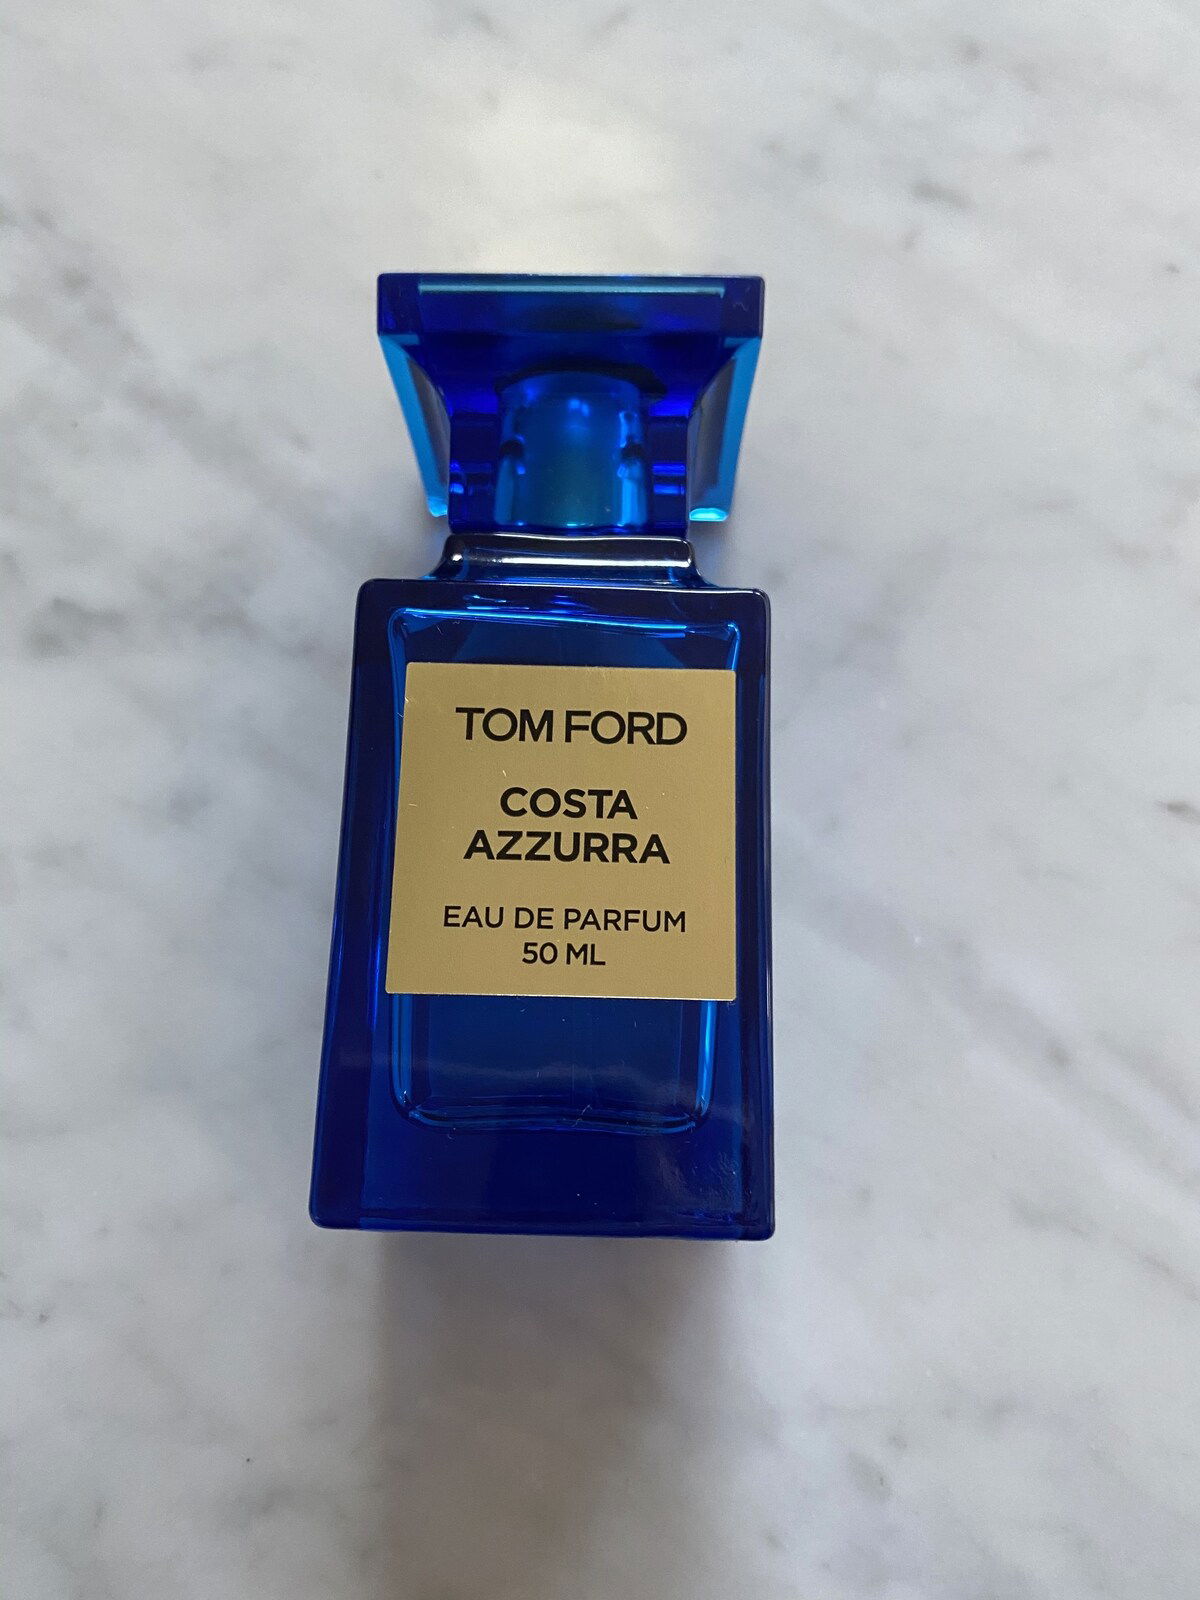 TOM FORD
COSTA
AZZURRA
EAU DE PARFUM
50 ML